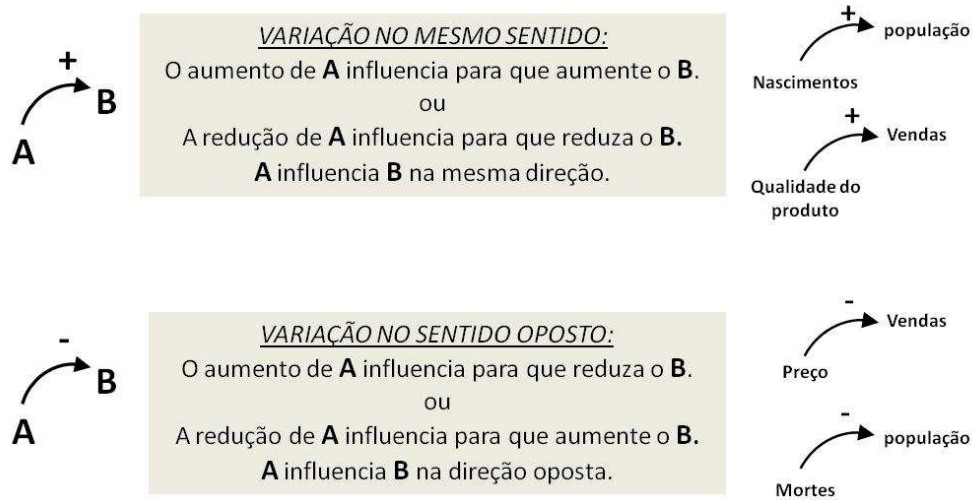 +
A
B
VARIAÇÃO NO MESMO SENTIDO:
O aumento de A influencia para que aumente o B.
ou
A redução de A influencia para que reduza o B.
A influencia B na mesma direção.
+
população
Nascimentos
+
Vendas
Qualidade do
produto
-
A
B
VARIAÇÃO NO SENTIDO OPOSTO:
O aumento de A influencia para que reduza o B.
ou
A redução de A influencia para que aumente o B.
A influencia B na direção oposta.
-
Vendas
Preço
-
população
Mortes